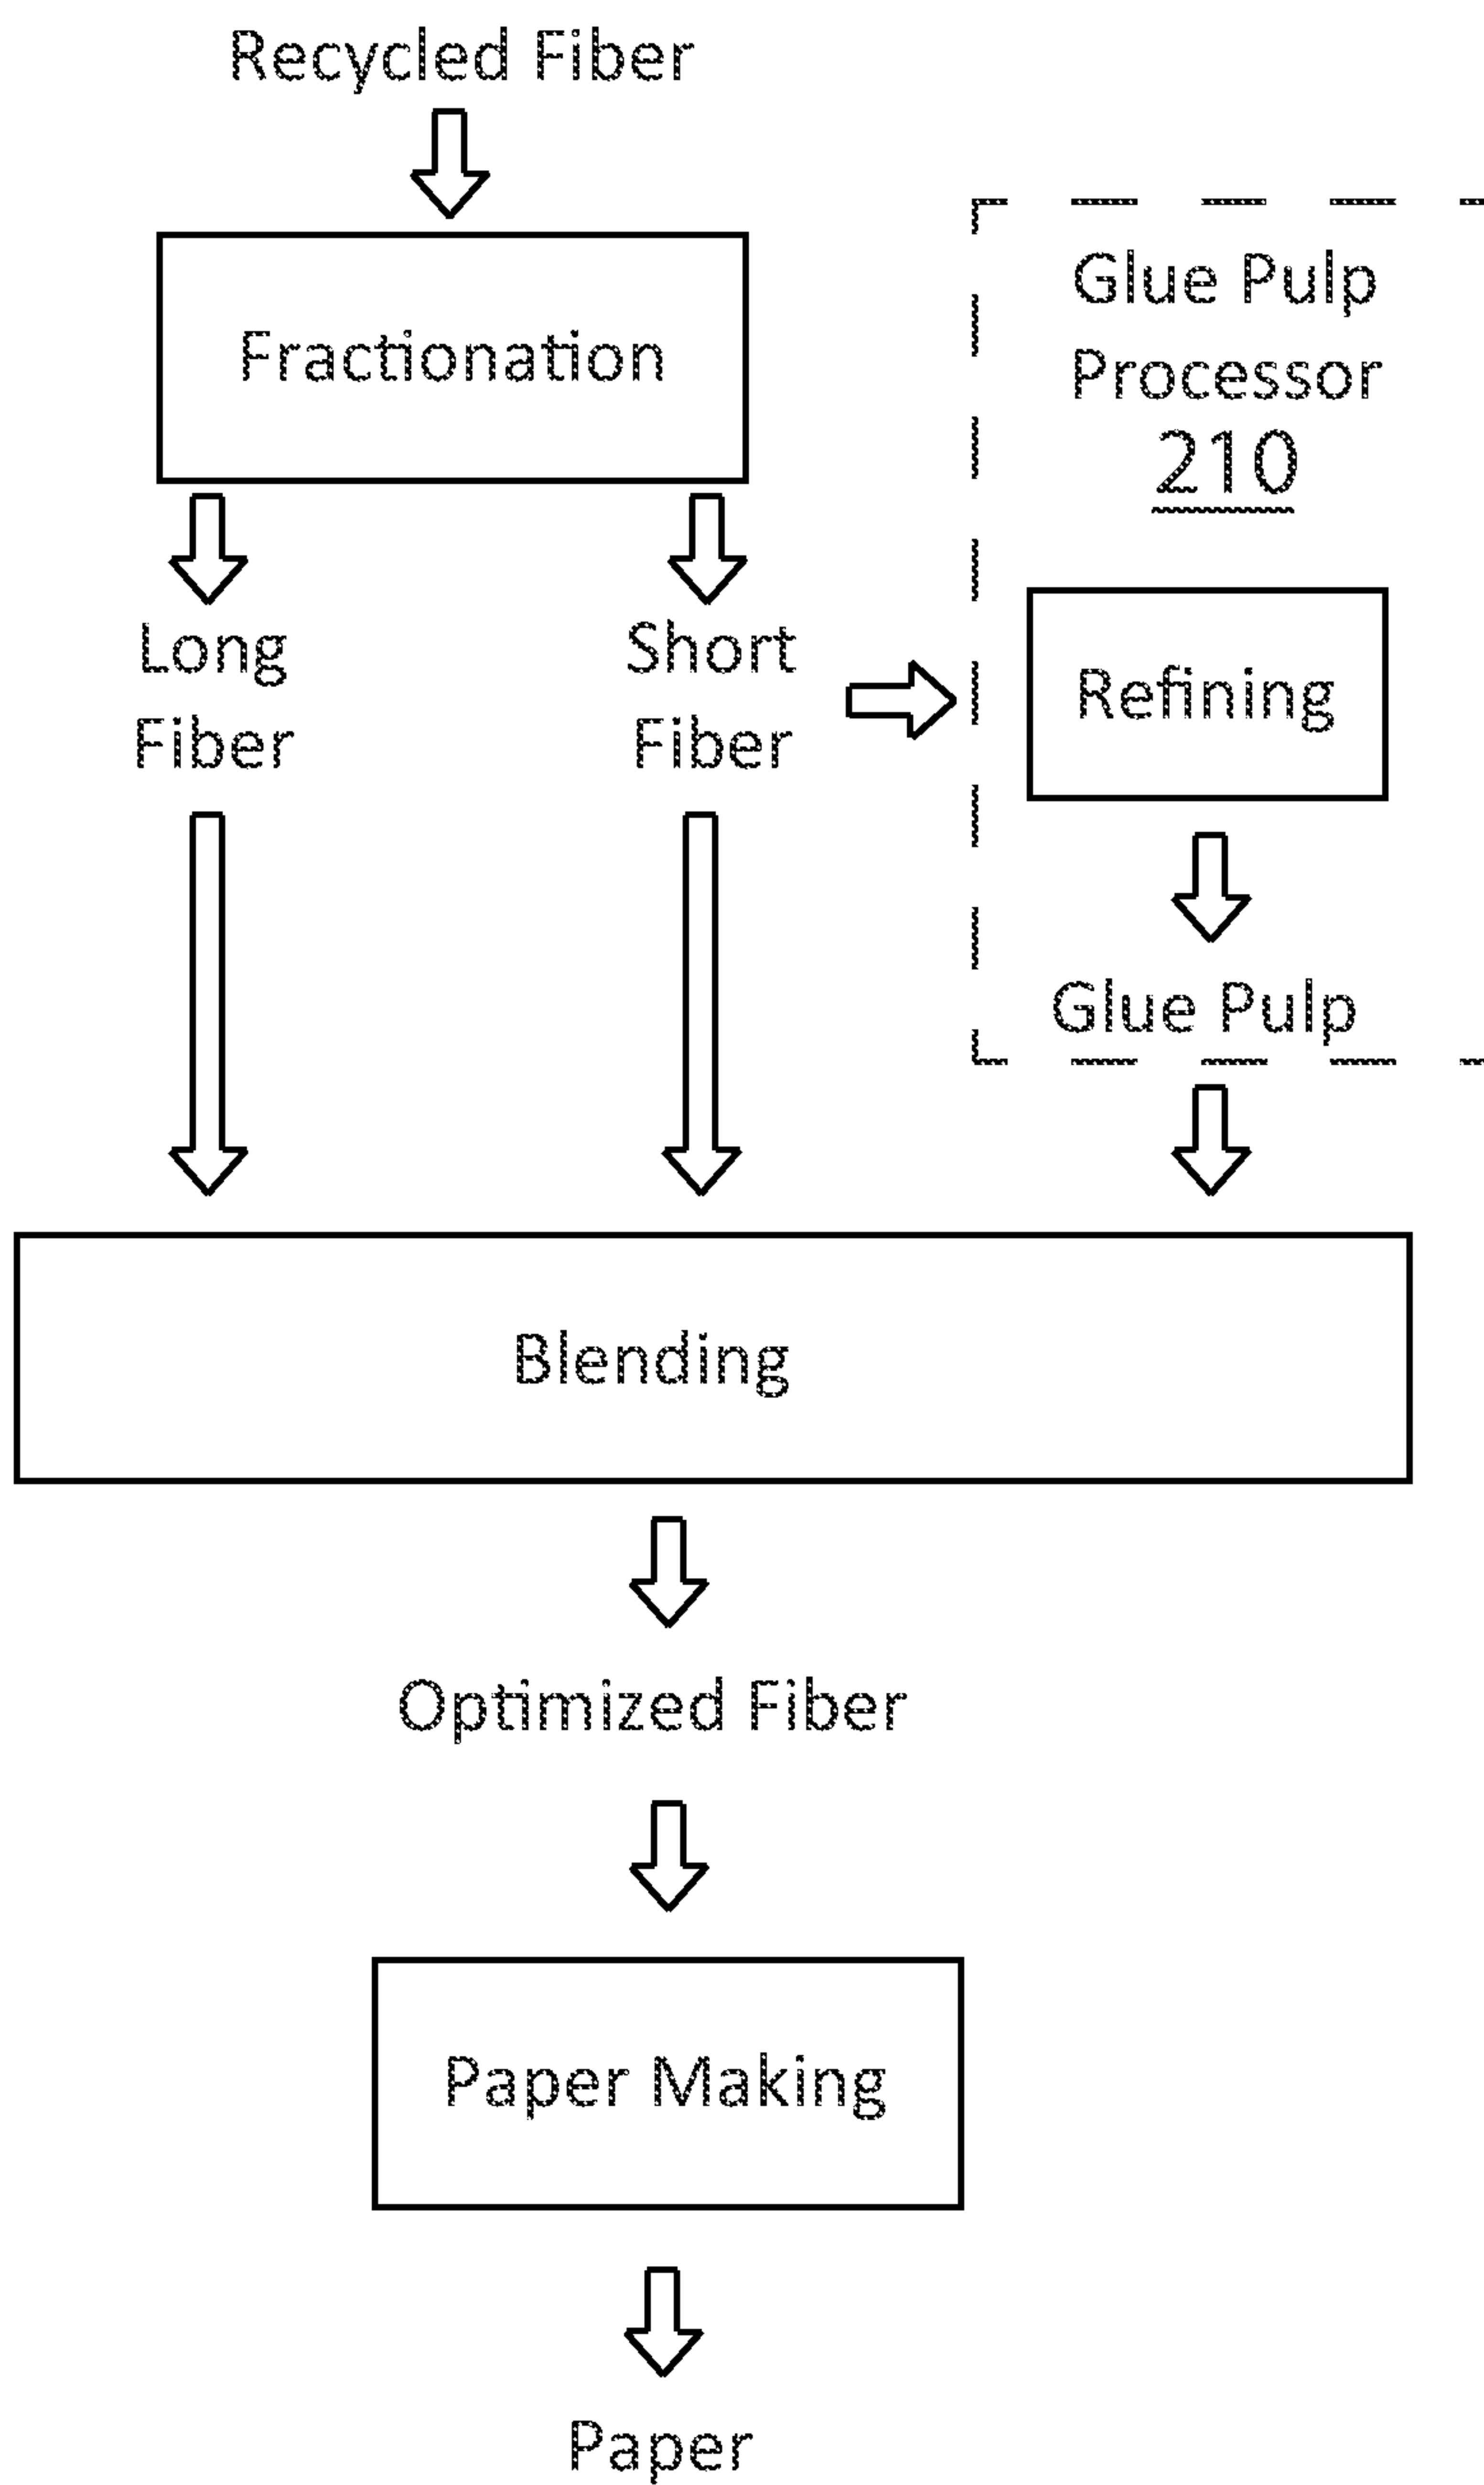 Recycled Fiber
Fractionation
Glue Pulp
Processor
210
Long
Fiber
Short
Fiber
Refining
Glue Pulp
Blending
Optimized Fiber
Paper Making
Paper